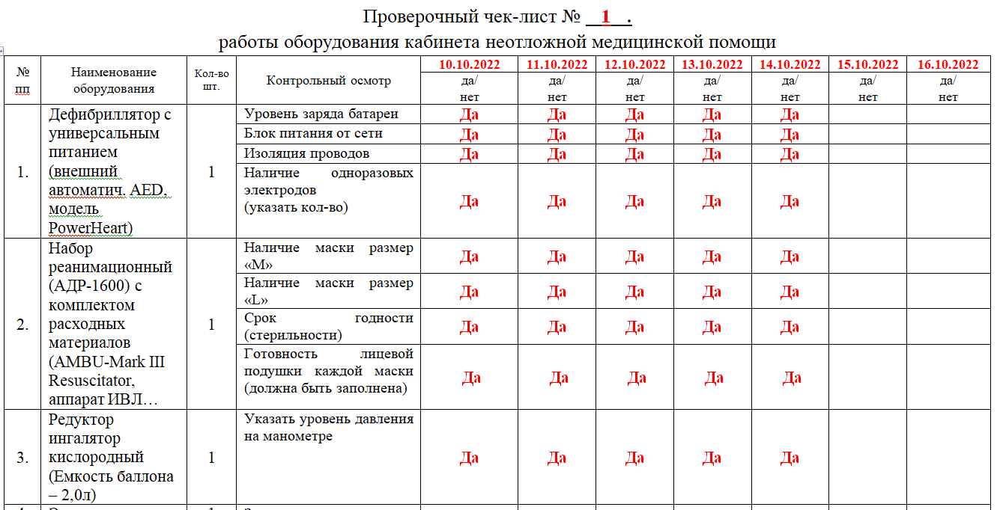 Проверочный чек-лист № 1 .
работы оборудования кабинета неотложной медицинской помощи
№
пп
Наименование
оборудования
Кол-во
шт.
Контрольный осмотр
10.10.2022
11.10.2022
12.10.2022
13.10.2022
14.10.2022
15.10.2022
16.10.2022
да/
нет
да/
нет
да/
нет
да/
нет
да/
нет
да/
нет
да/
нет
1.
Дефибриллятор с
универсальным
питанием
(внешний
автоматич. AED,
модель
PowerHeart)
1
Уровень заряда батареи
Да Да Да Да Да
Блок питания от сети
Да Да Да Да Да
Изоляция проводов
Да Да Да Да Да
Наличие одноразовых
электродов
(указать кол-во)
Да Да Да Да Да
2.
Набор
реанимационный
(АДР-1600) с
комплектом
расходных
материалов
(AMBU-Mark III
Resuscitator,
аппарат ИВЛ…
1
Наличие маски размер
«M»
Да Да Да Да Да
Наличие маски размер
«L»
Да Да Да Да Да
Срок годности
(стерильности)
Да Да Да Да Да
Готовность лицевой
подушки каждой маски
(должна быть заполнена)
Да Да Да Да Да
3.
Редуктор
ингалятор
кислородный
(Емкость баллона
– 2,0л)
1
Указать уровень давления
на манометре
Да Да Да Да Да